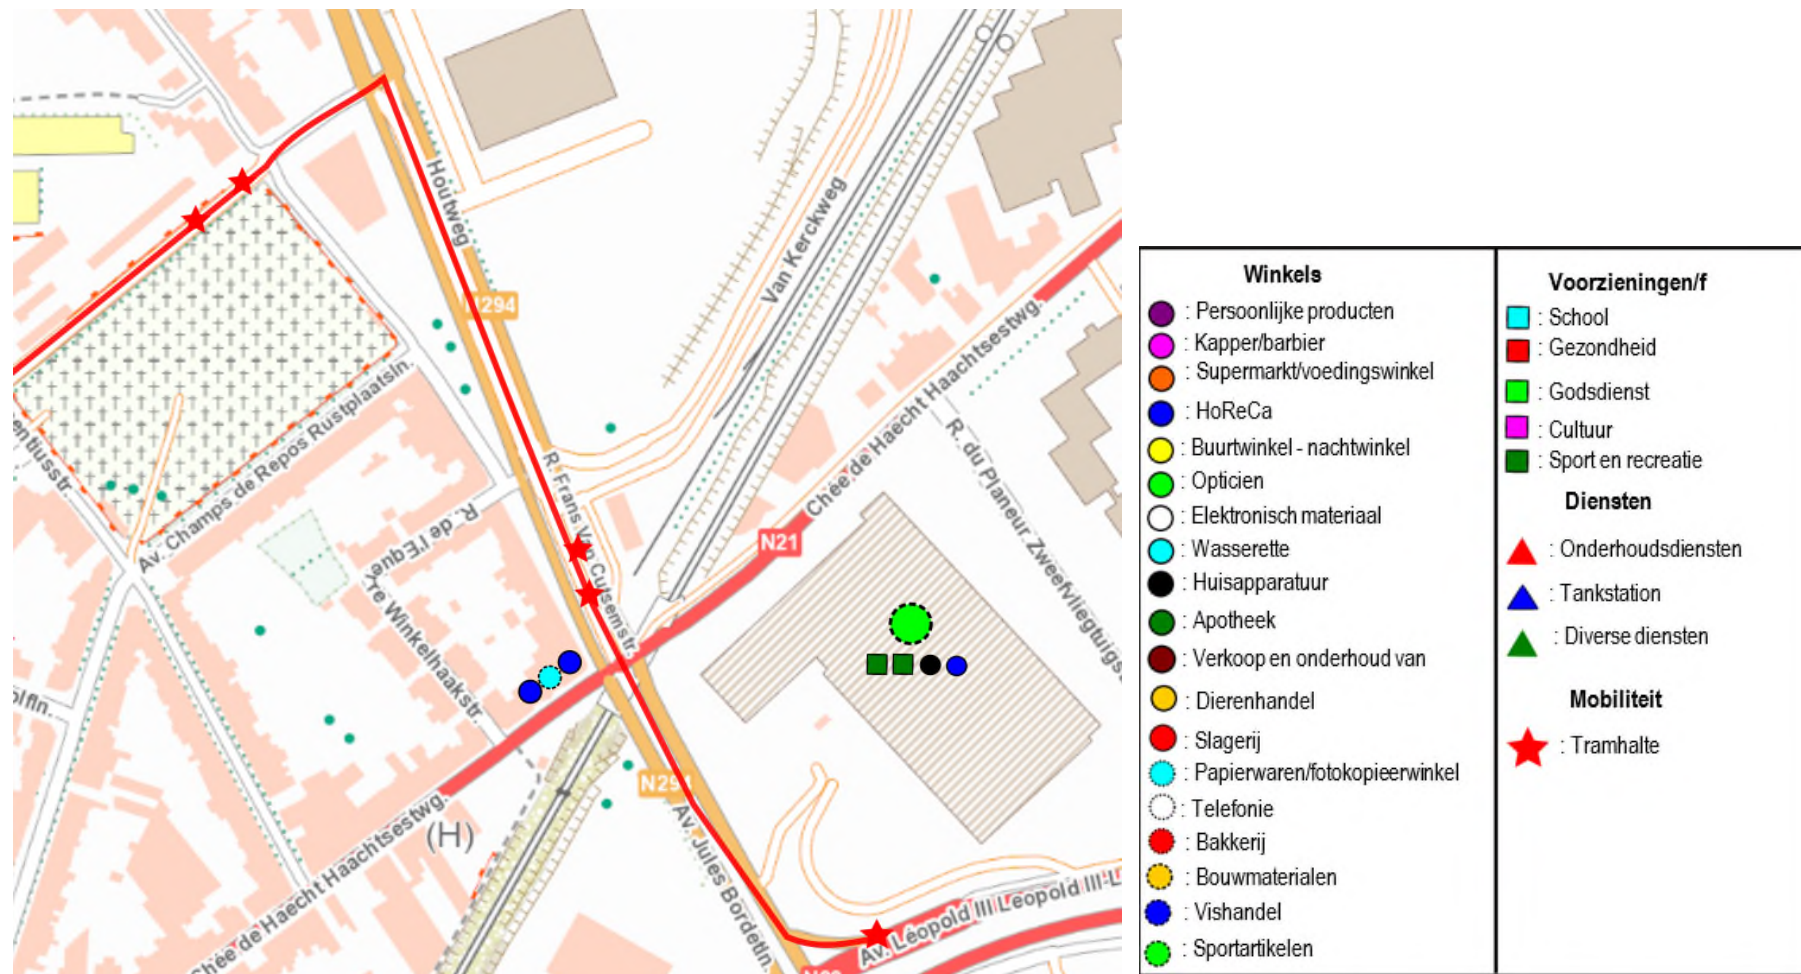 Houtweg
N294
Van Kerckweg
Chée de Haecht Haachtsestwg.
entiusstr.
Av. Champs de Repos Rustplaatsln.
R. de l'Equerre Winkelhaakstr.
R. Frans Van Cutsemstr.
N21
R. du Planeur Zweefvliegtuigs
olfln.
N294
(H)
Chée de Haecht Haachtsestwg.
Av. Jules Bordetln.
Av. Léopold III Leopold III-L
Winkels
: Persoonlijke producten
: Kapper/barbier
: Supermarkt/voedingswinkel
: HoReCa
: Buurtwinkel - nachtwinkel
: Opticien
: Elektronisch materiaal
: Wasserette
: Huisapparatuur
: Apotheek
: Verkoop en onderhoud van
: Dierenhandel
: Slagerij
: Papierwaren/fotokopieerwinkel
: Telefonie
: Bakkerij
: Bouwmaterialen
: Vishandel
: Sportartikelen
Voorzieningen/f
: School
: Gezondheid
: Godsdienst
: Cultuur
: Sport en recreatie
Diensten
: Onderhoudsdiensten
: Tankstation
: Diverse diensten
Mobiliteit
: Tramhalte